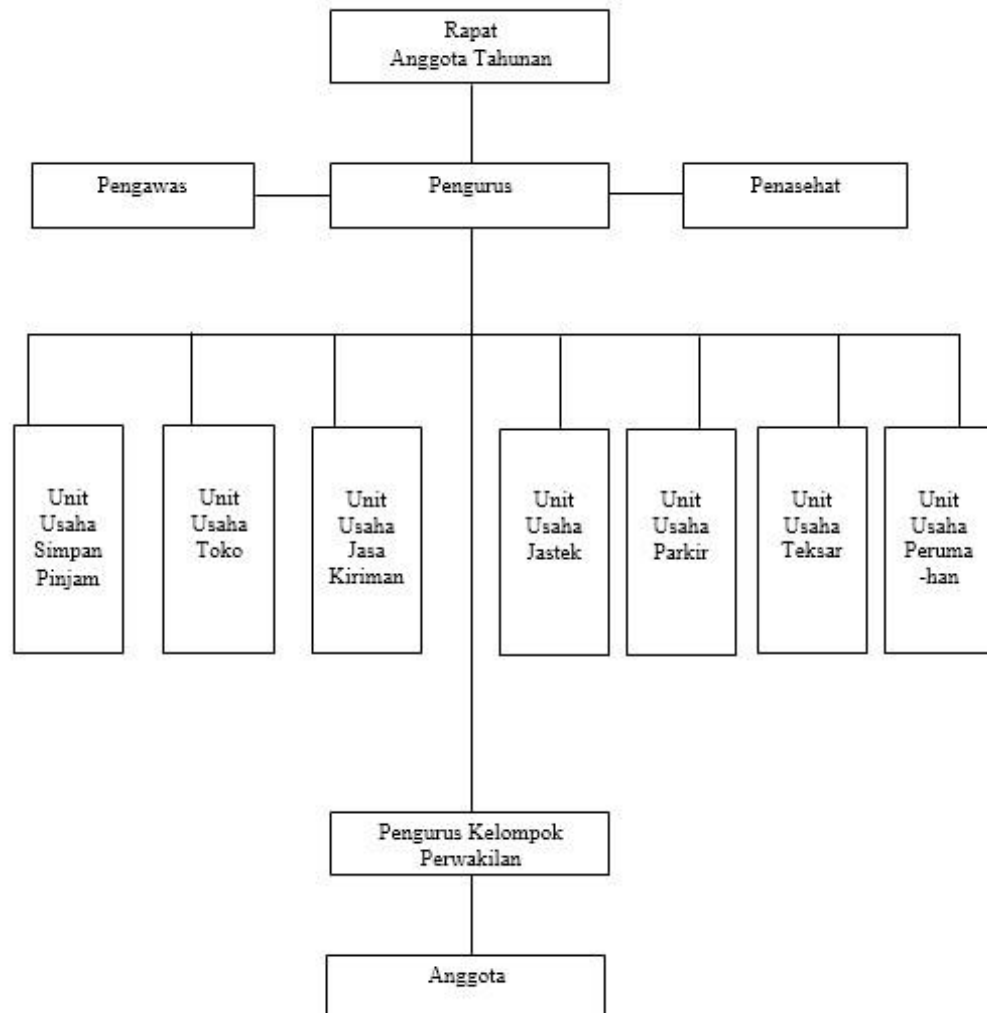 Rapat
Anggota Tahunan
Pengawas
Pengurus
Penasehat
Unit
Usaha
Simpan
Pinjam
Unit
Usaha
Toko
Unit
Usaha
Jasa
Kiriman
Unit
Usaha
Jastek
Unit
Usaha
Parkir
Unit
Usaha
Teksar
Unit
Usaha
Peruma
-han
Pengurus Kelompok
Perwakilan
Anggota